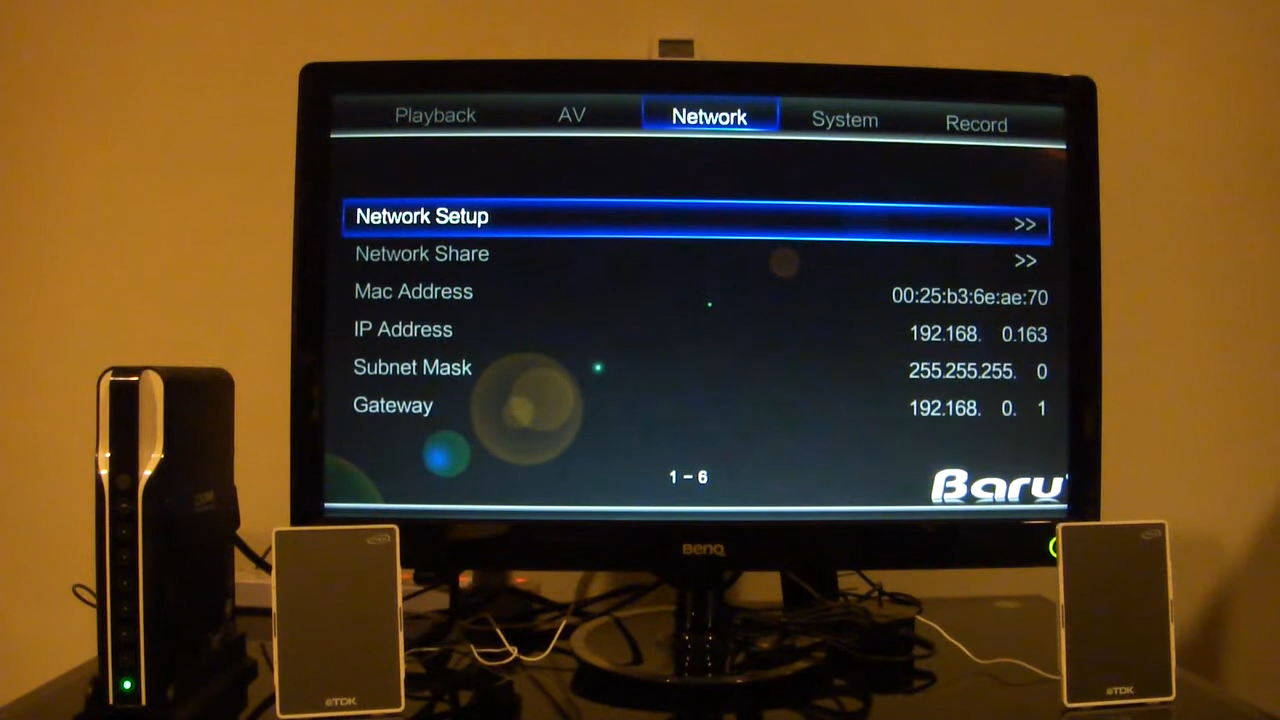 Playback AV Network System Record
Network Setup >>
Network Share >>
Mac Address 00:25:b3:6e:ae:70
IP Address 192.168. 0.163
Subnet Mask 255.255.255. 0
Gateway 192.168. 0. 1
1 - 6
Baru
BenQ
TDK
TDK